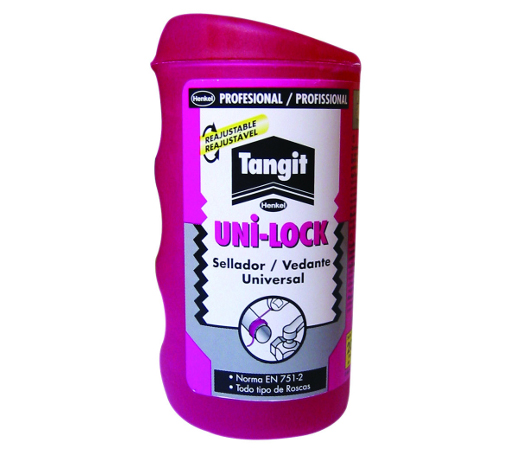 Henkel PROFESIONAL / PROFISSIONAL
REAJUSTABLE
REAJUSTAVEL
Tangit
Henkel
UNi-LOCK
Sellador / Vedante
Universal
• Norma EN 751-2
• Todo tipo de Roscas